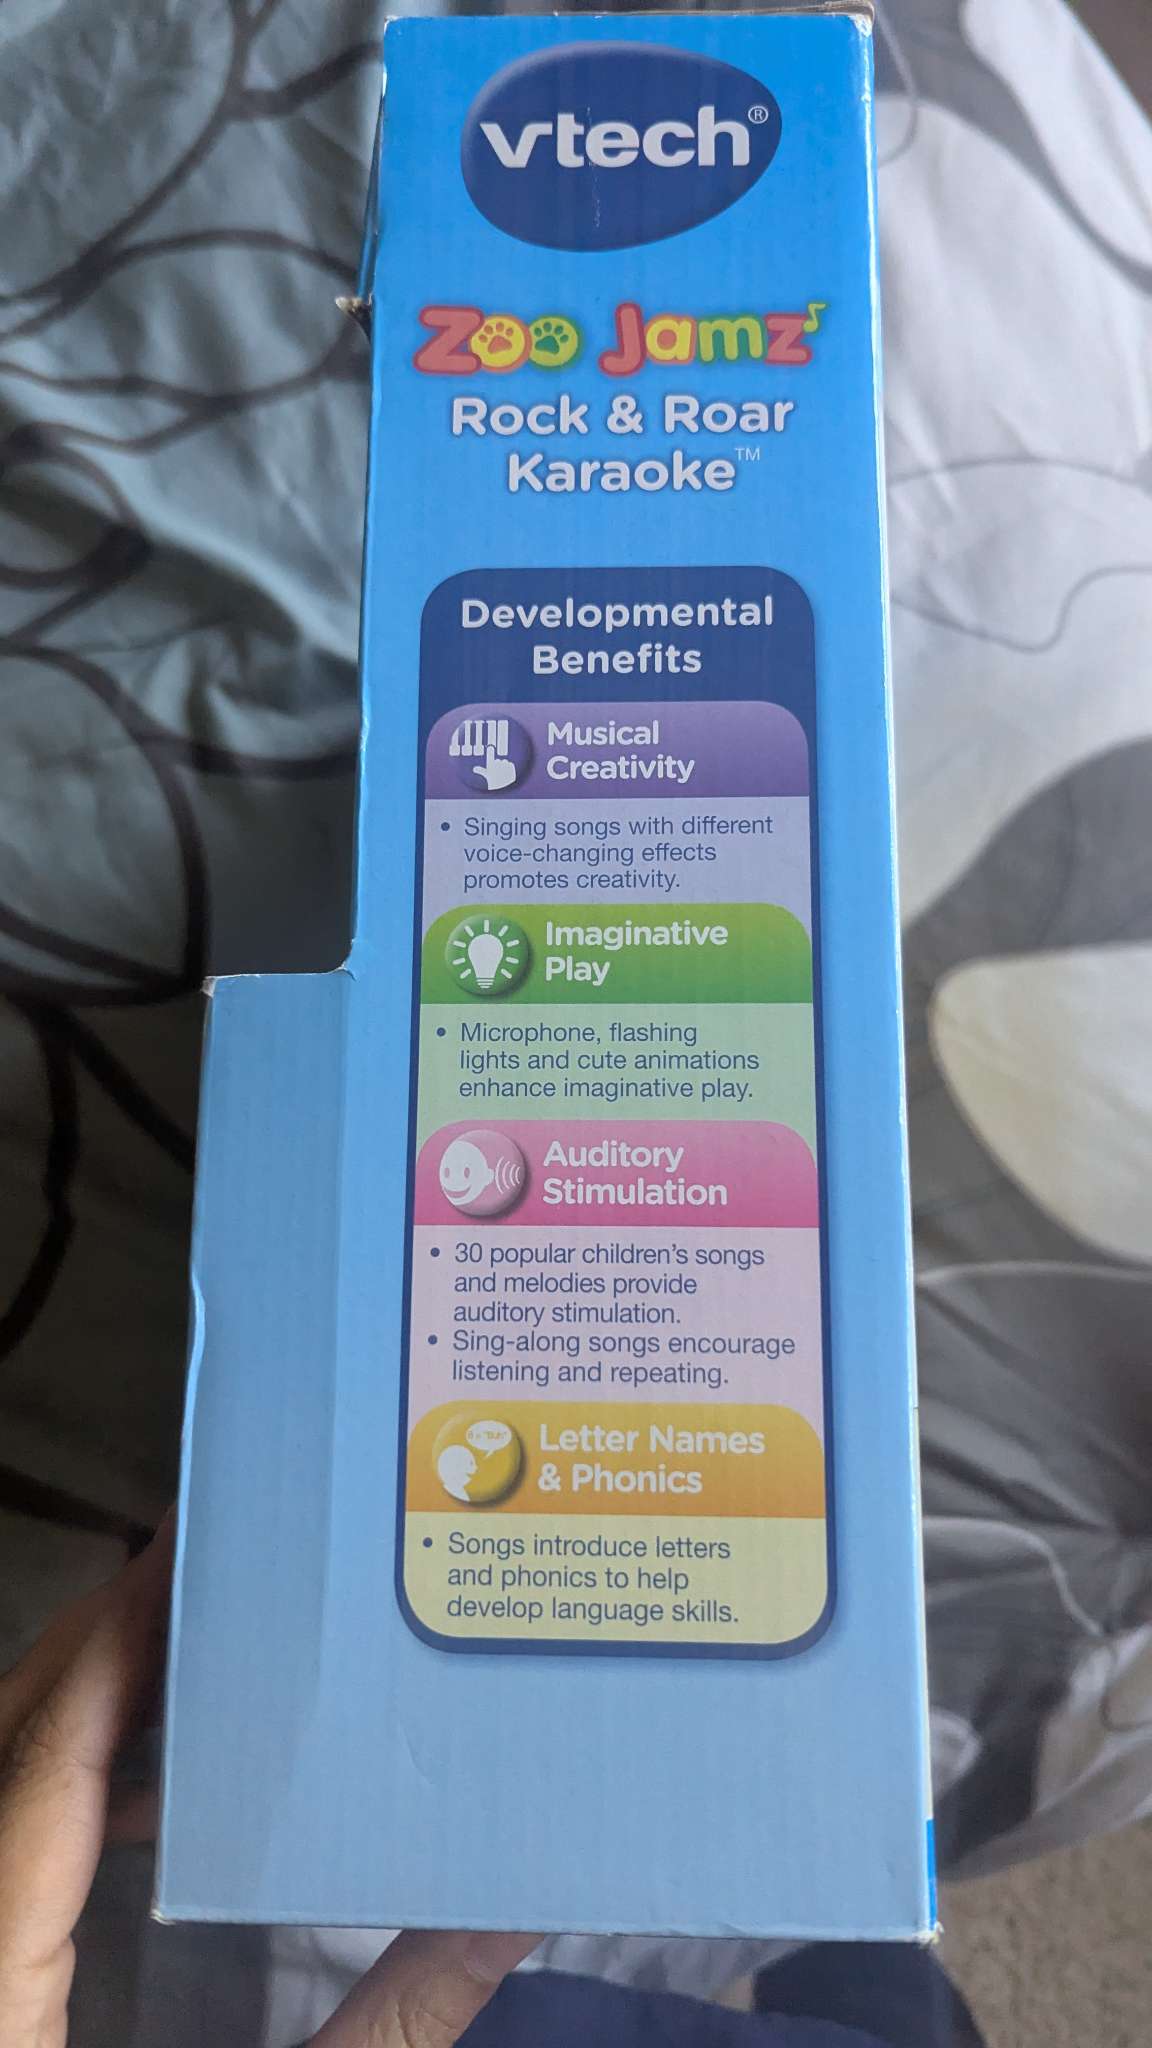 vtech®
Zoo Jamz
Rock & Roar
Karaoke™
Developmental
Benefits
Musical
Creativity
• Singing songs with different
voice-changing effects
promotes creativity.
Imaginative
Play
• Microphone, flashing
lights and cute animations
enhance imaginative play.
Auditory
Stimulation
• 30 popular children's songs
and melodies provide
auditory stimulation.
• Sing-along songs encourage
listening and repeating.
"Buh"
Letter Names
& Phonics
• Songs introduce letters
and phonics to help
develop language skills.